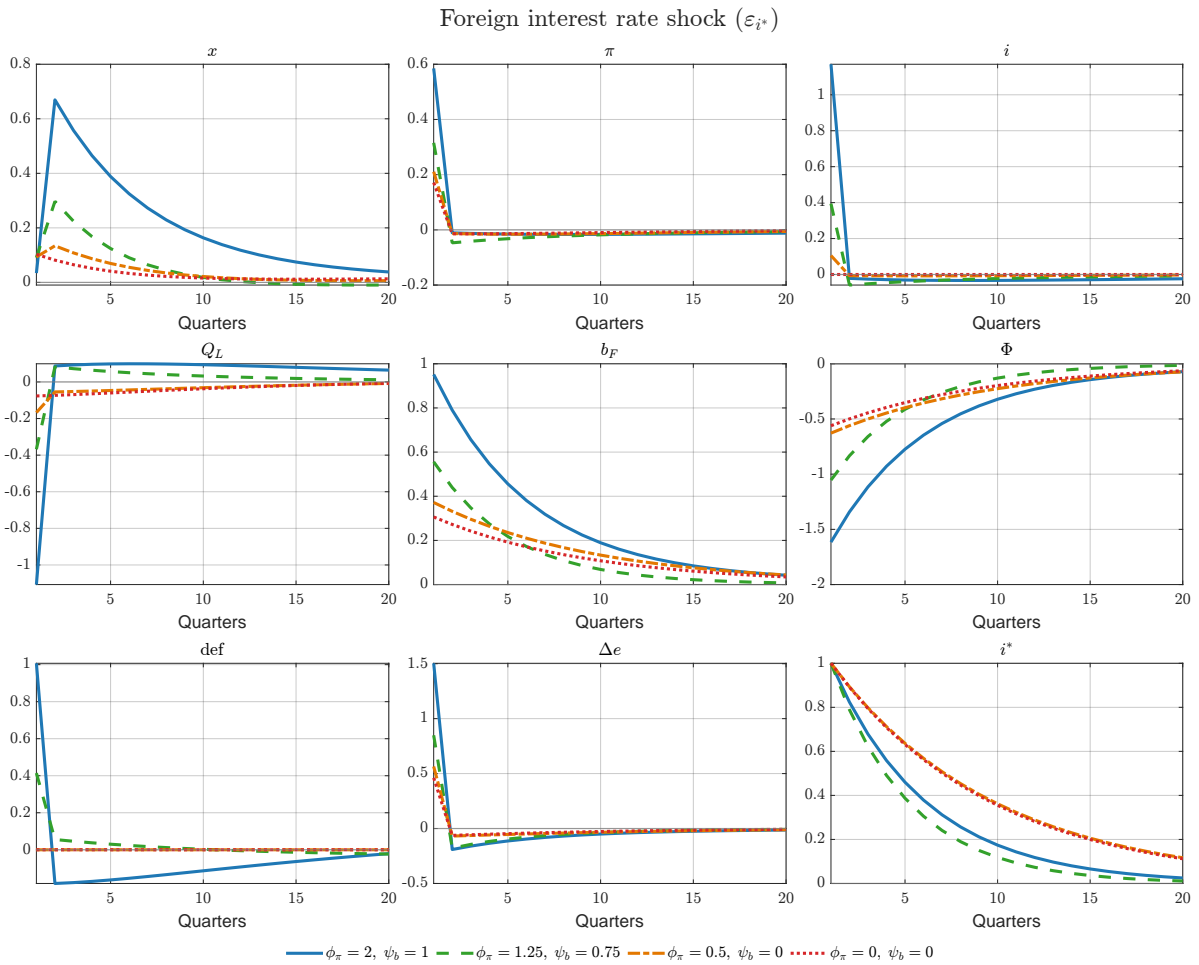 Foreign interest rate shock (ε_{i*})
x
0.8
0.6
0.4
0.2
0
5 10 15 20
Quarters
π
0.6
0.4
0.2
0
-0.2
5 10 15 20
Quarters
i
1
0.8
0.6
0.4
0.2
0
5 10 15 20
Quarters
Q_L
0
-0.2
-0.4
-0.6
-0.8
-1
5 10 15 20
Quarters
b_F
1
0.8
0.6
0.4
0.2
0
5 10 15 20
Quarters
Φ
0
-0.5
-1
-1.5
-2
5 10 15 20
Quarters
def
1
0.8
0.6
0.4
0.2
0
5 10 15 20
Quarters
Δe
1.5
1
0.5
0
-0.5
5 10 15 20
Quarters
i*
1
0.8
0.6
0.4
0.2
0
5 10 15 20
Quarters
ϕ_π = 2, ψ_b = 1 ϕ_π = 1.25, ψ_b = 0.75 ϕ_π = 0.5, ψ_b = 0 ϕ_π = 0, ψ_b = 0